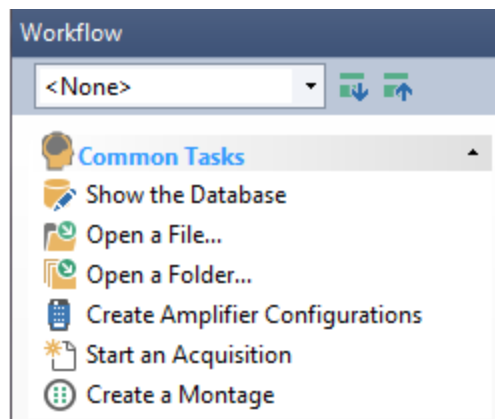 Workflow
<None>
Common Tasks
Show the Database
Open a File...
Open a Folder...
Create Amplifier Configurations
Start an Acquisition
Create a Montage